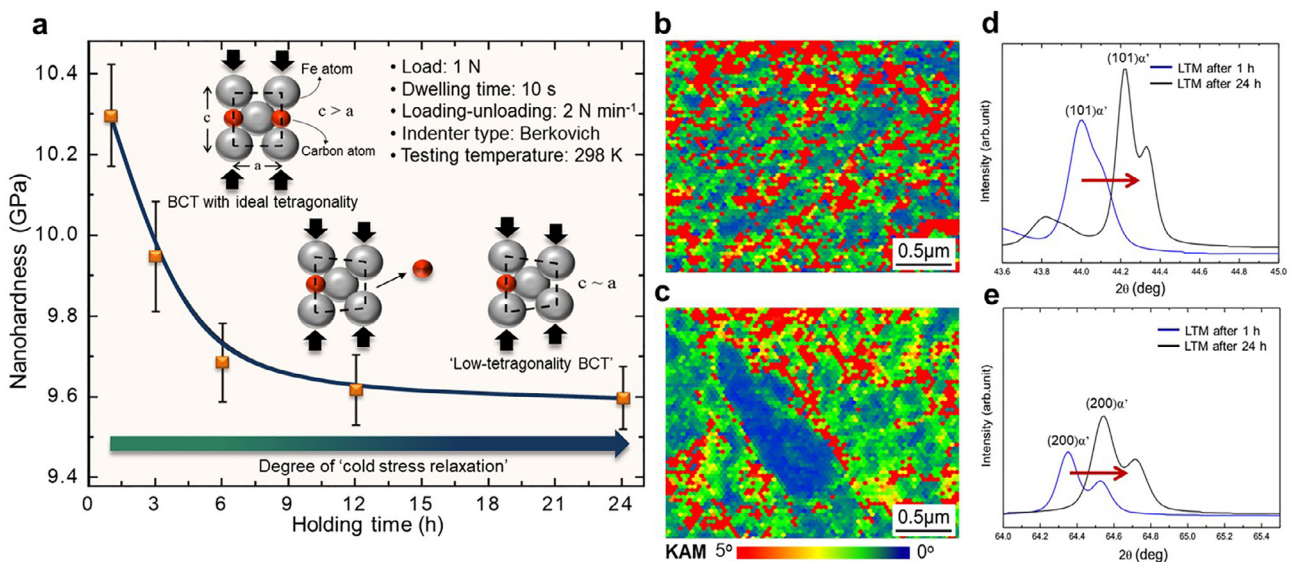 a
10.4
10.2
10.0
9.8
9.6
9.4
Nanohardness (GPa)
0
3
6
9
12
15
18
21
24
Holding time (h)
Fe atom
c > a
c
a
Carbon atom
BCT with ideal tetragonality
• Load: 1 N
• Dwelling time: 10 s
• Loading-unloading: 2 N min⁻¹
• Indenter type: Berkovich
• Testing temperature: 298 K
c ~ a
'Low-tetragonality BCT'
Degree of 'cold stress relaxation'
b
0.5µm
c
0.5µm
KAM 5° 0°
d
LTM after 1 h
LTM after 24 h
(101)α'
(101)α'
Intensity (arb.unit)
43.6 43.8 44.0 44.2 44.4 44.6 44.8 45.0
2θ (deg)
e
LTM after 1 h
LTM after 24 h
(200)α'
(200)α'
Intensity (arb.unit)
64.0 64.2 64.4 64.6 64.8 65.0 65.2 65.4
2θ (deg)